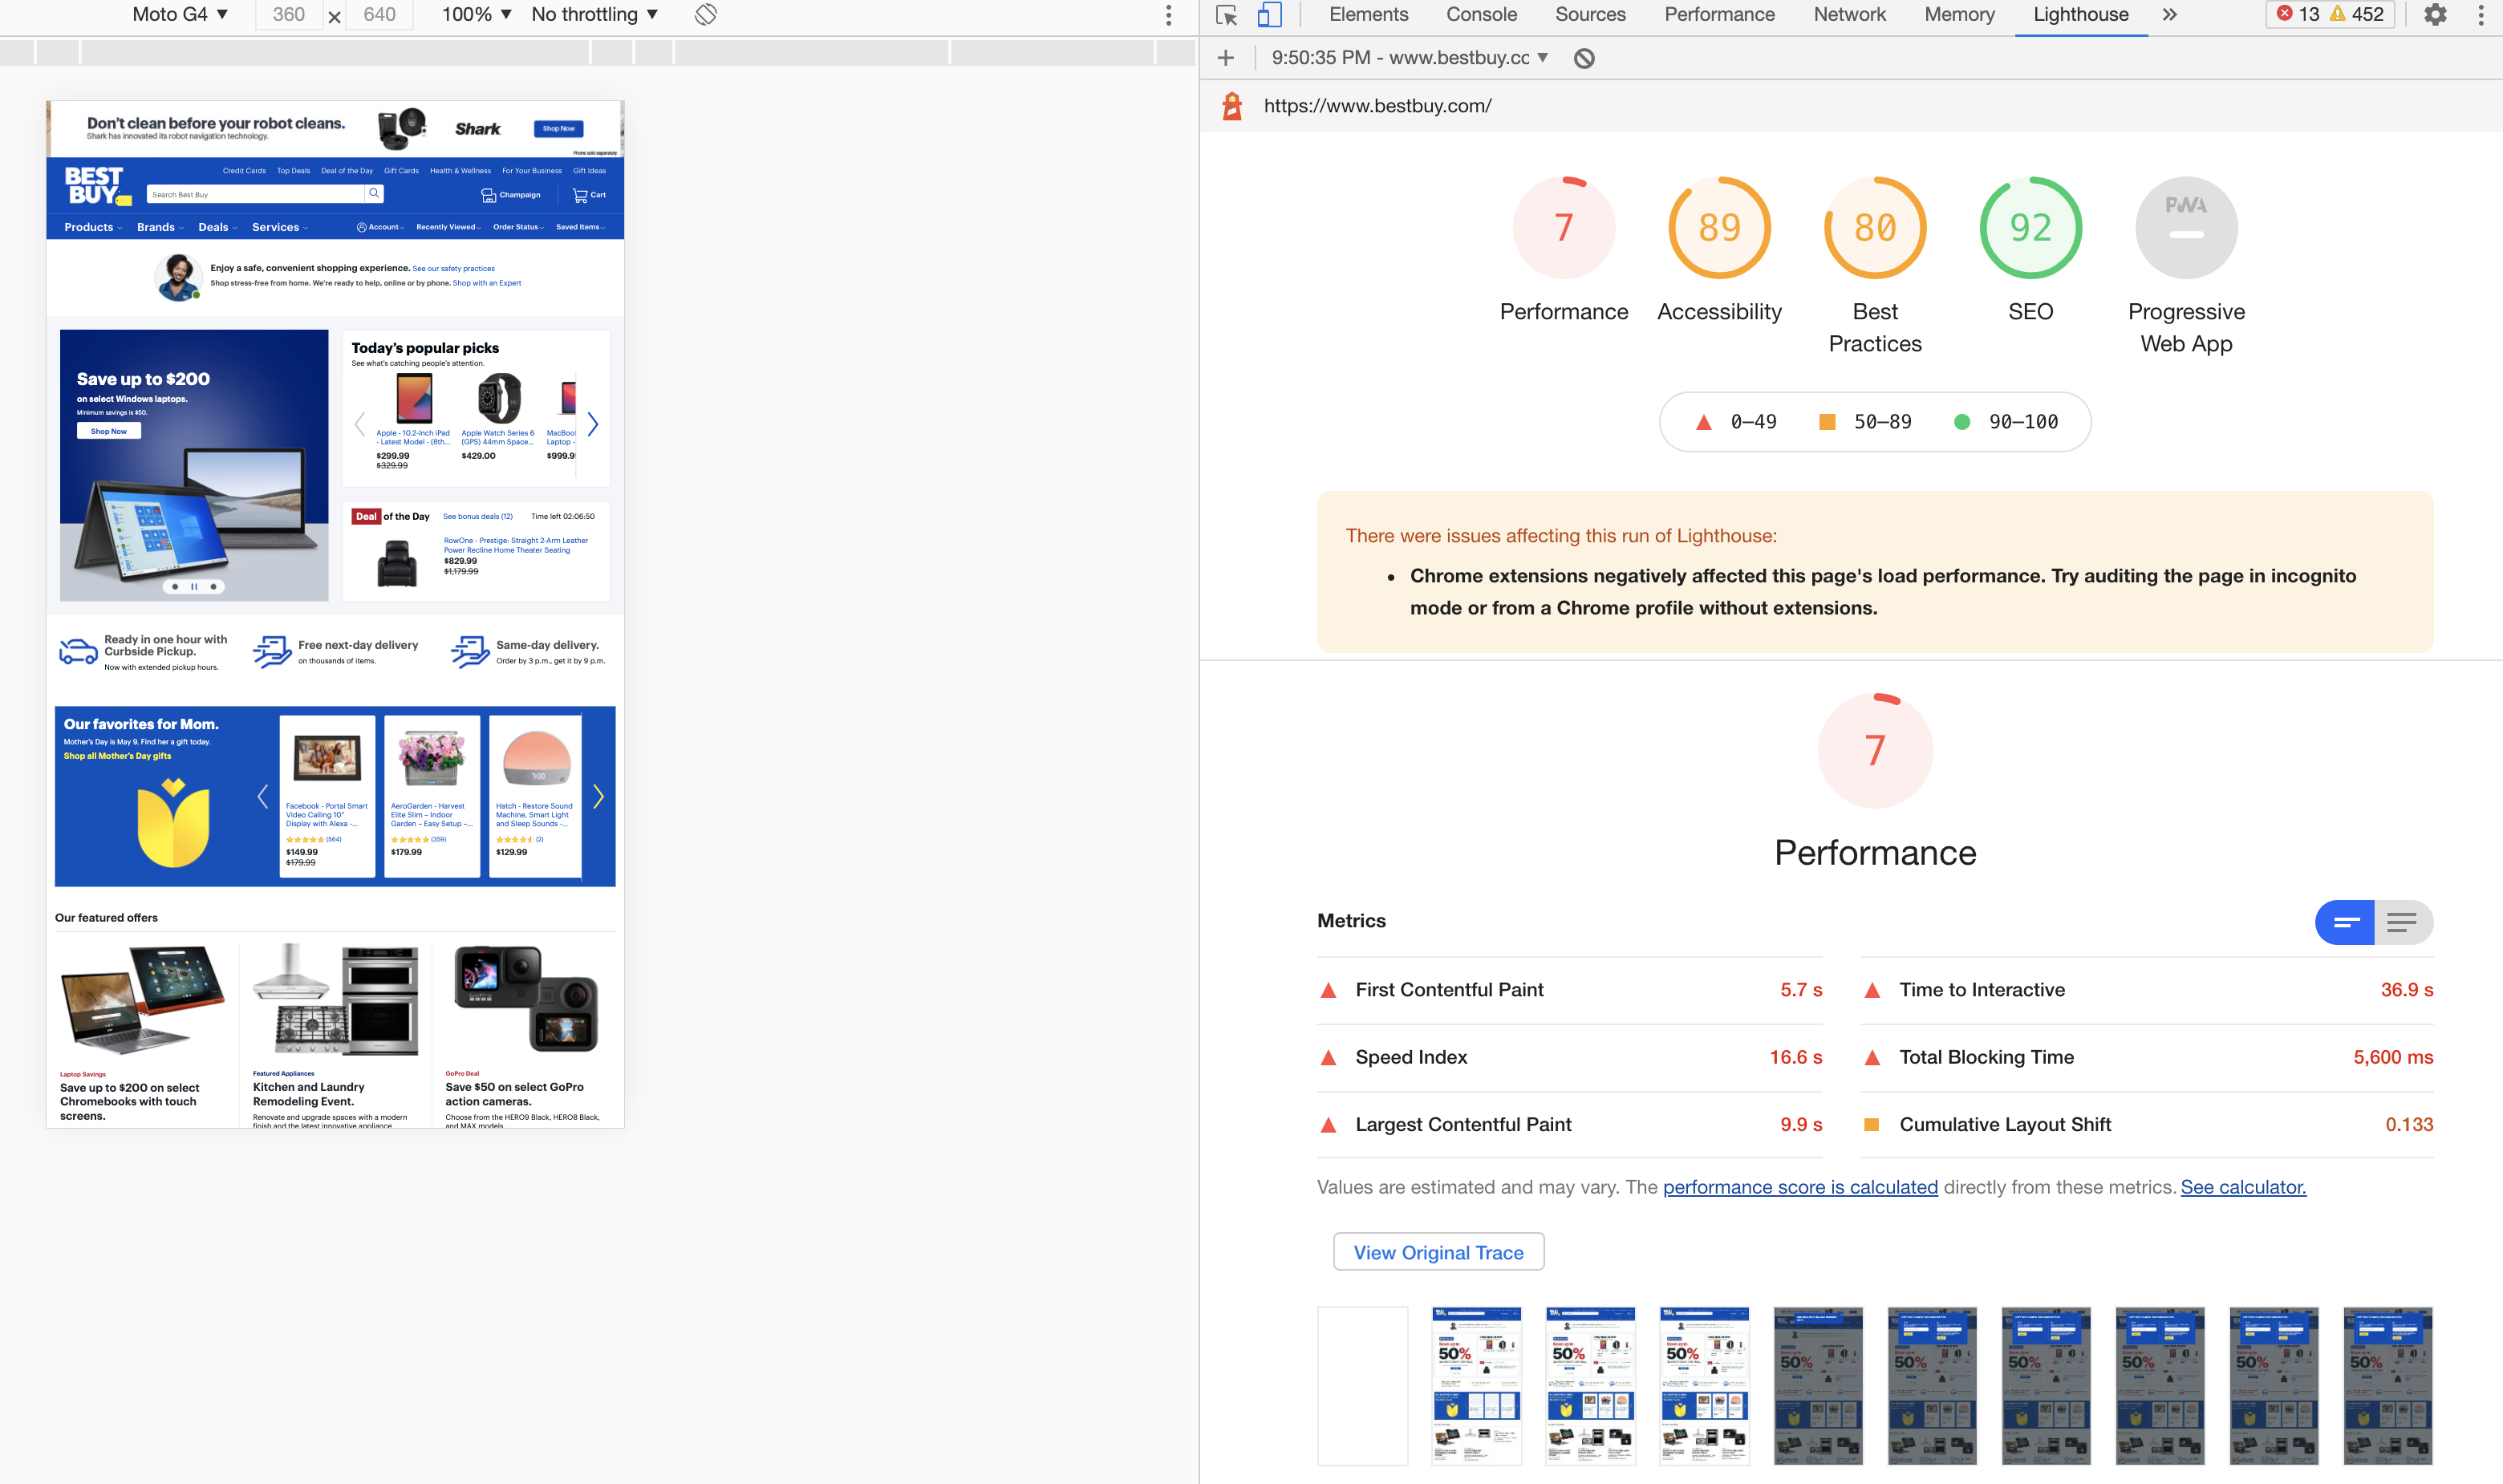 Moto G4 ▼ 360 × 640 100% ▼ No throttling ▼
Elements Console Sources Performance Network Memory Lighthouse » 13 452
+ 9:50:35 PM - www.bestbuy.cc ▼
https://www.bestbuy.com/
Don't clean before your robot cleans.
Shark has innovated its robot navigation technology.
Shark
Shop Now
Phone sold separately.
BEST BUY
Credit Cards Top Deals Deal of the Day Gift Cards Health & Wellness For Your Business Gift Ideas
Search Best Buy
Champaign Cart
Products Brands Deals Services
Account Recently Viewed Order Status Saved Items
Enjoy a safe, convenient shopping experience. See our safety practices
Shop stress-free from home. We're ready to help, online or by phone. Shop with an Expert
Save up to $200
on select Windows laptops.
Minimum savings is $50.
Shop Now
Today's popular picks
See what's catching people's attention.
Apple - 10.2-Inch iPad
- Latest Model - (8th...
$299.99
$329.99
Apple Watch Series 6
(GPS) 44mm Space...
$429.00
MacBool
Laptop -
$999.9
Deal of the Day See bonus deals (12) Time left 02:06:50
RowOne - Prestige: Straight 2-Arm Leather
Power Recline Home Theater Seating
$829.99
$1,179.99
Ready in one hour with
Curbside Pickup.
Now with extended pickup hours.
Free next-day delivery
on thousands of items.
Same-day delivery.
Order by 3 p.m., get it by 9 p.m.
Our favorites for Mom.
Mother's Day is May 9. Find her a gift today.
Shop all Mother's Day gifts
Facebook - Portal Smart
Video Calling 10"
Display with Alexa -...
(564)
$149.99
$179.99
AeroGarden - Harvest
Elite Slim – Indoor
Garden – Easy Setup –...
(359)
$179.99
Hatch - Restore Sound
Machine, Smart Light
and Sleep Sounds -...
(2)
$129.99
Our featured offers
Laptop Savings
Save up to $200 on select
Chromebooks with touch
screens.
Featured Appliances
Kitchen and Laundry
Remodeling Event.
Renovate and upgrade spaces with a modern
finish and the latest innovative appliance
GoPro Deal
Save $50 on select GoPro
action cameras.
Choose from the HERO9 Black, HERO8 Black,
and MAX models.
7 89 80 92 PWA
Performance
Accessibility
Best
Practices
SEO
Progressive
Web App
0–49 50–89 90–100
There were issues affecting this run of Lighthouse:
• Chrome extensions negatively affected this page's load performance. Try auditing the page in incognito
mode or from a Chrome profile without extensions.
7
Performance
Metrics
First Contentful Paint 5.7 s
Time to Interactive 36.9 s
Speed Index 16.6 s
Total Blocking Time 5,600 ms
Largest Contentful Paint 9.9 s
Cumulative Layout Shift 0.133
Values are estimated and may vary. The performance score is calculated directly from these metrics. See calculator.
View Original Trace
50%
50%
50%
50%
50%
50%
50%
50%
50%